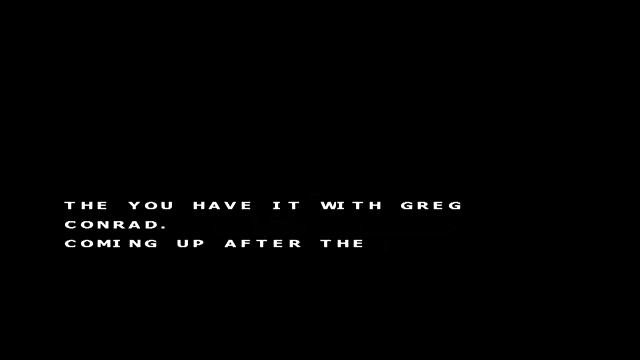 THE YOU HAVE IT WITH GREG
CONRAD.
COMING UP AFTER THE